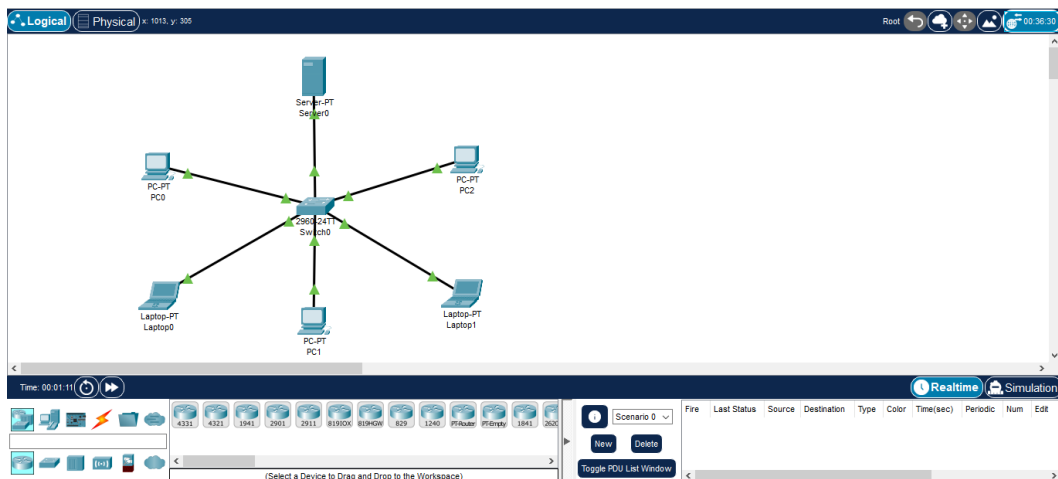 Logical Physical x: 1013, y: 305 Root 00:36:30
Server-PT
Server0
PC-PT
PC0
PC-PT
PC2
2960-24TT
Switch0
Laptop-PT
Laptop0
PC-PT
PC1
Laptop-PT
Laptop1
Time: 00:01:11 Realtime Simulation
4331 4321 1941 2901 2911 819IOX 819HGW 829 1240 PT-Router PT-Empty 1841 2620
(Select a Device to Drag and Drop to the Workspace)
Scenario 0
New Delete
Toggle PDU List Window
Fire Last Status Source Destination Type Color Time(sec) Periodic Num Edit